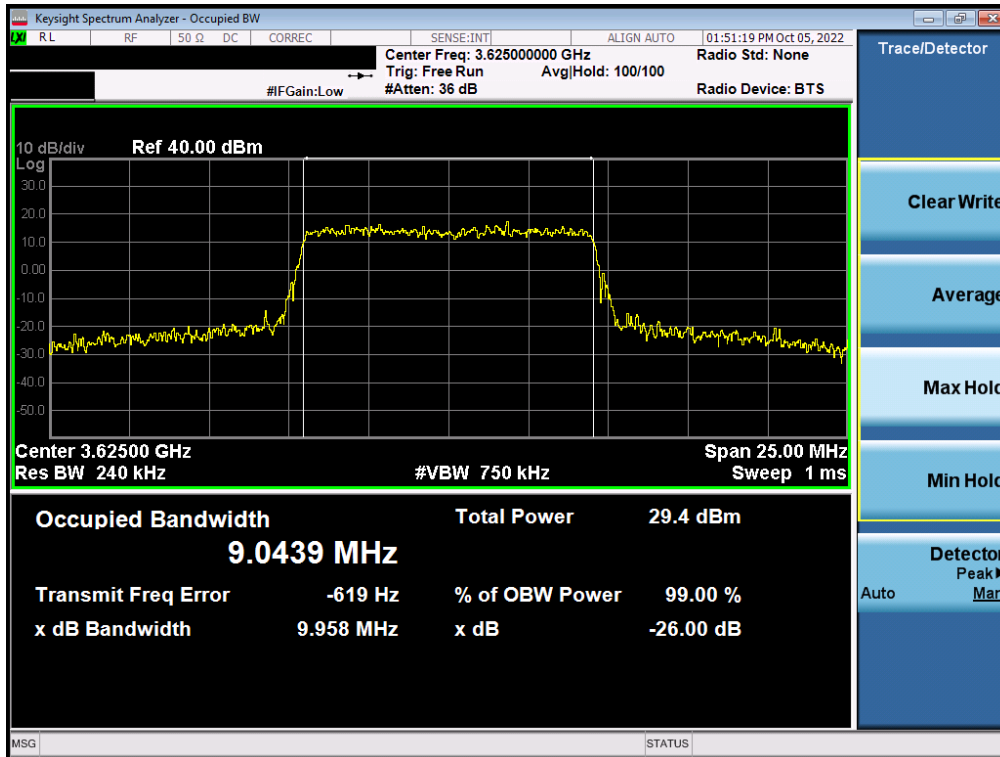 Keysight Spectrum Analyzer - Occupied BW
LXI RL RF 50 Ω DC CORREC SENSE:INT ALIGN AUTO 01:51:19 PM Oct 05, 2022
Center Freq: 3.625000000 GHz Radio Std: None
Trig: Free Run Avg|Hold: 100/100
#IFGain:Low #Atten: 36 dB Radio Device: BTS
10 dB/div Ref 40.00 dBm
Log
30.0
20.0
10.0
0.00
-10.0
-20.0
-30.0
-40.0
-50.0
Center 3.62500 GHz Span 25.00 MHz
Res BW 240 kHz #VBW 750 kHz Sweep 1 ms
Occupied Bandwidth Total Power 29.4 dBm
9.0439 MHz
Transmit Freq Error -619 Hz % of OBW Power 99.00 %
x dB Bandwidth 9.958 MHz x dB -26.00 dB
MSG STATUS
Trace/Detector
Clear Write
Average
Max Hold
Min Hold
Detector
Peak
Auto Man